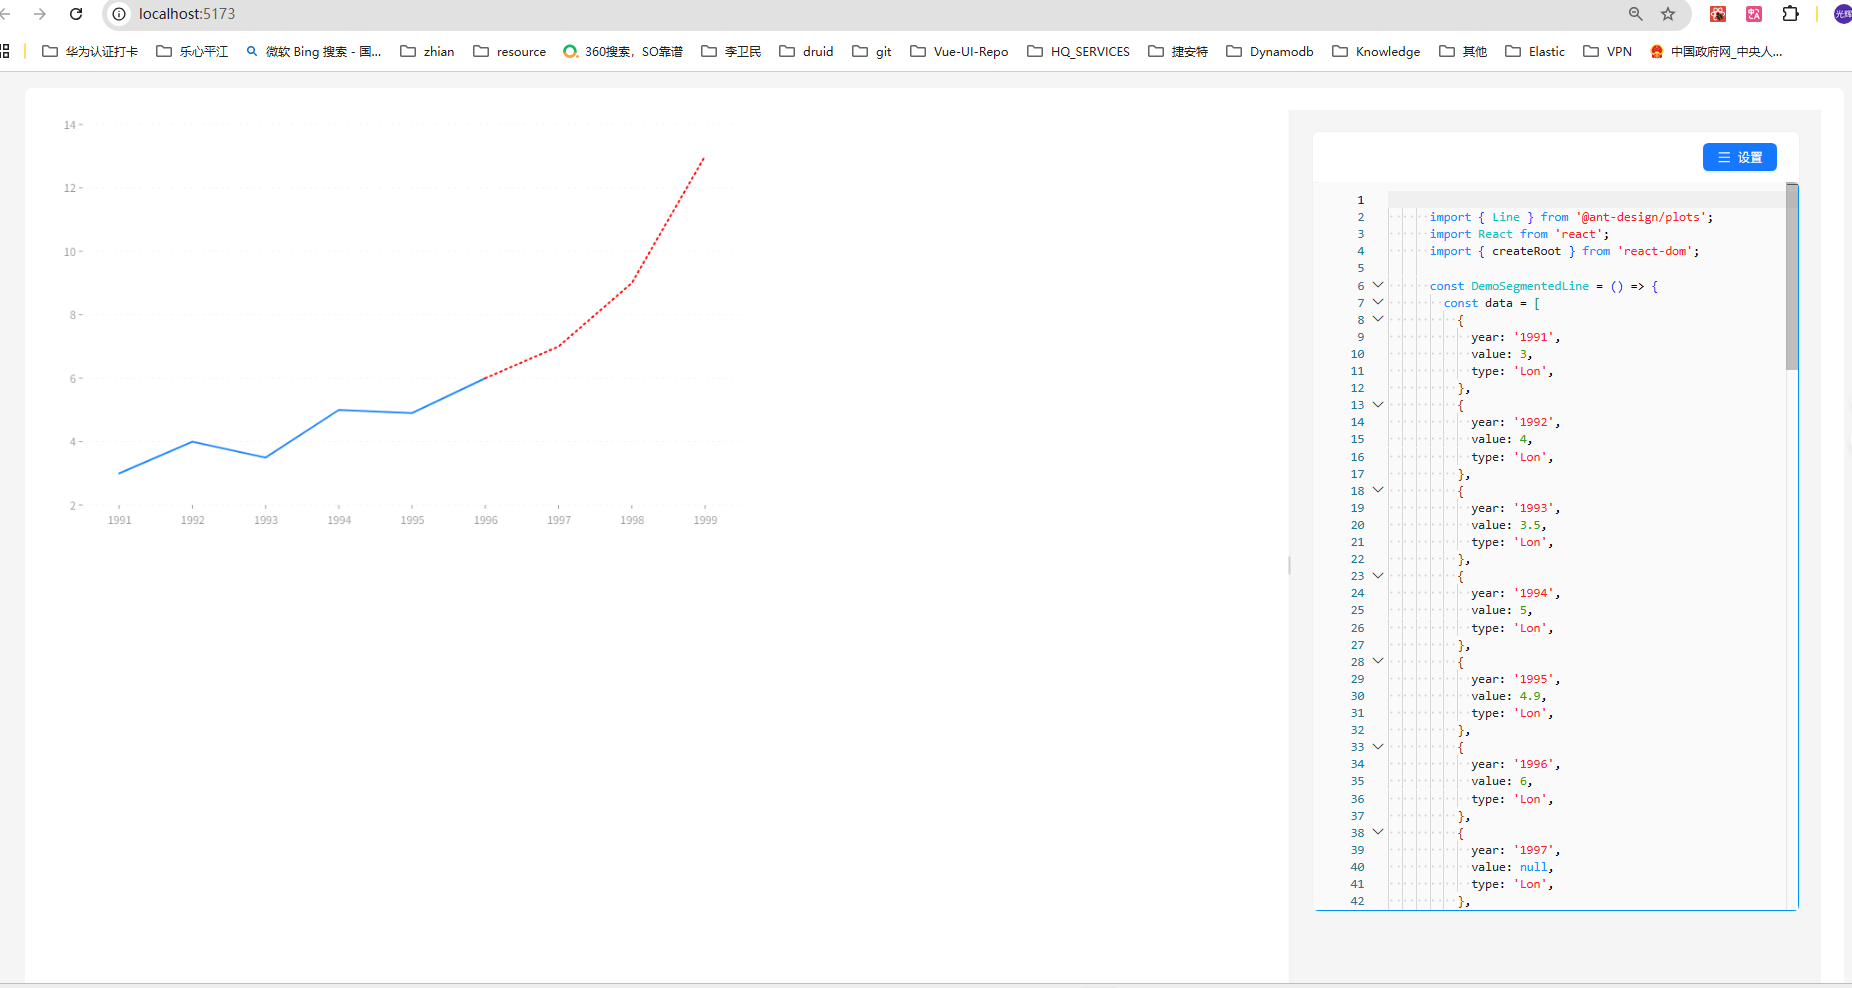 localhost:5173
华为认证打卡 乐心平江 微软 Bing 搜索 - 国... zhian resource 360搜索，SO靠谱 李卫民 druid git Vue-UI-Repo HQ_SERVICES 捷安特 Dynamodb Knowledge 其他 Elastic VPN 中国政府网_中央人...
光辉
14
12
10
8
6
4
2
1991 1992 1993 1994 1995 1996 1997 1998 1999
设置
1
2 import { Line } from '@ant-design/plots';
3 import React from 'react';
4 import { createRoot } from 'react-dom';
5
6 const DemoSegmentedLine = () => {
7 const data = [
8 {
9 year: '1991',
10 value: 3,
11 type: 'Lon',
12 },
13 {
14 year: '1992',
15 value: 4,
16 type: 'Lon',
17 },
18 {
19 year: '1993',
20 value: 3.5,
21 type: 'Lon',
22 },
23 {
24 year: '1994',
25 value: 5,
26 type: 'Lon',
27 },
28 {
29 year: '1995',
30 value: 4.9,
31 type: 'Lon',
32 },
33 {
34 year: '1996',
35 value: 6,
36 type: 'Lon',
37 },
38 {
39 year: '1997',
40 value: null,
41 type: 'Lon',
42 },